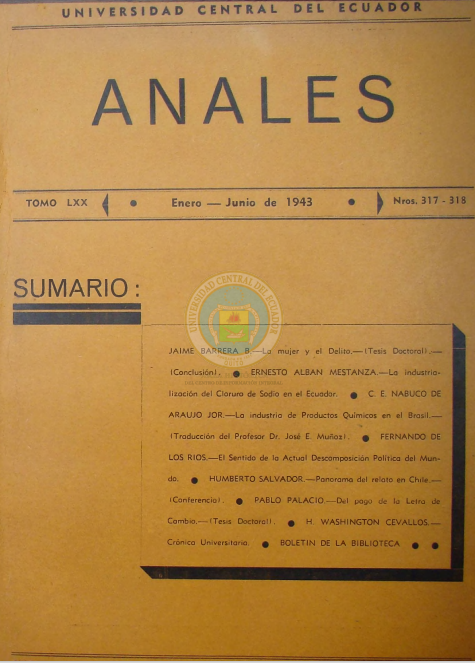 UNIVERSIDAD CENTRAL DEL ECUADOR
ANALES
TOMO LXX Enero — Junio de 1943 Nros. 317 - 318
SUMARIO :
UNIVERSIDAD CENTRAL DEL ECUADOR
JAIME BARRERA B.—La mujer y el Delito.—(Tesis Doctoral).—
(Conclusión). ● ERNESTO ALBAN MESTANZA.—La industria-
lización del Cloruro de Sodio en el Ecuador. ● C. E. NABUCO DE
ARAUJO JOR.—La industria de Productos Químicos en el Brasil.—
(Traducción del Profesor Dr. José E. Muñoz). ● FERNANDO DE
LOS RIOS.—El Sentido de la Actual Descomposición Política del Mun-
do. ● HUMBERTO SALVADOR.—Panorama del relato en Chile.—
(Conferencia). ● PABLO PALACIO.—Del pago de la Letra de
Cambio.—(Tesis Doctoral). ● H. WASHINGTON CEVALLOS.—
Crónica Universitaria. ● BOLETIN DE LA BIBLIOTECA ● ●